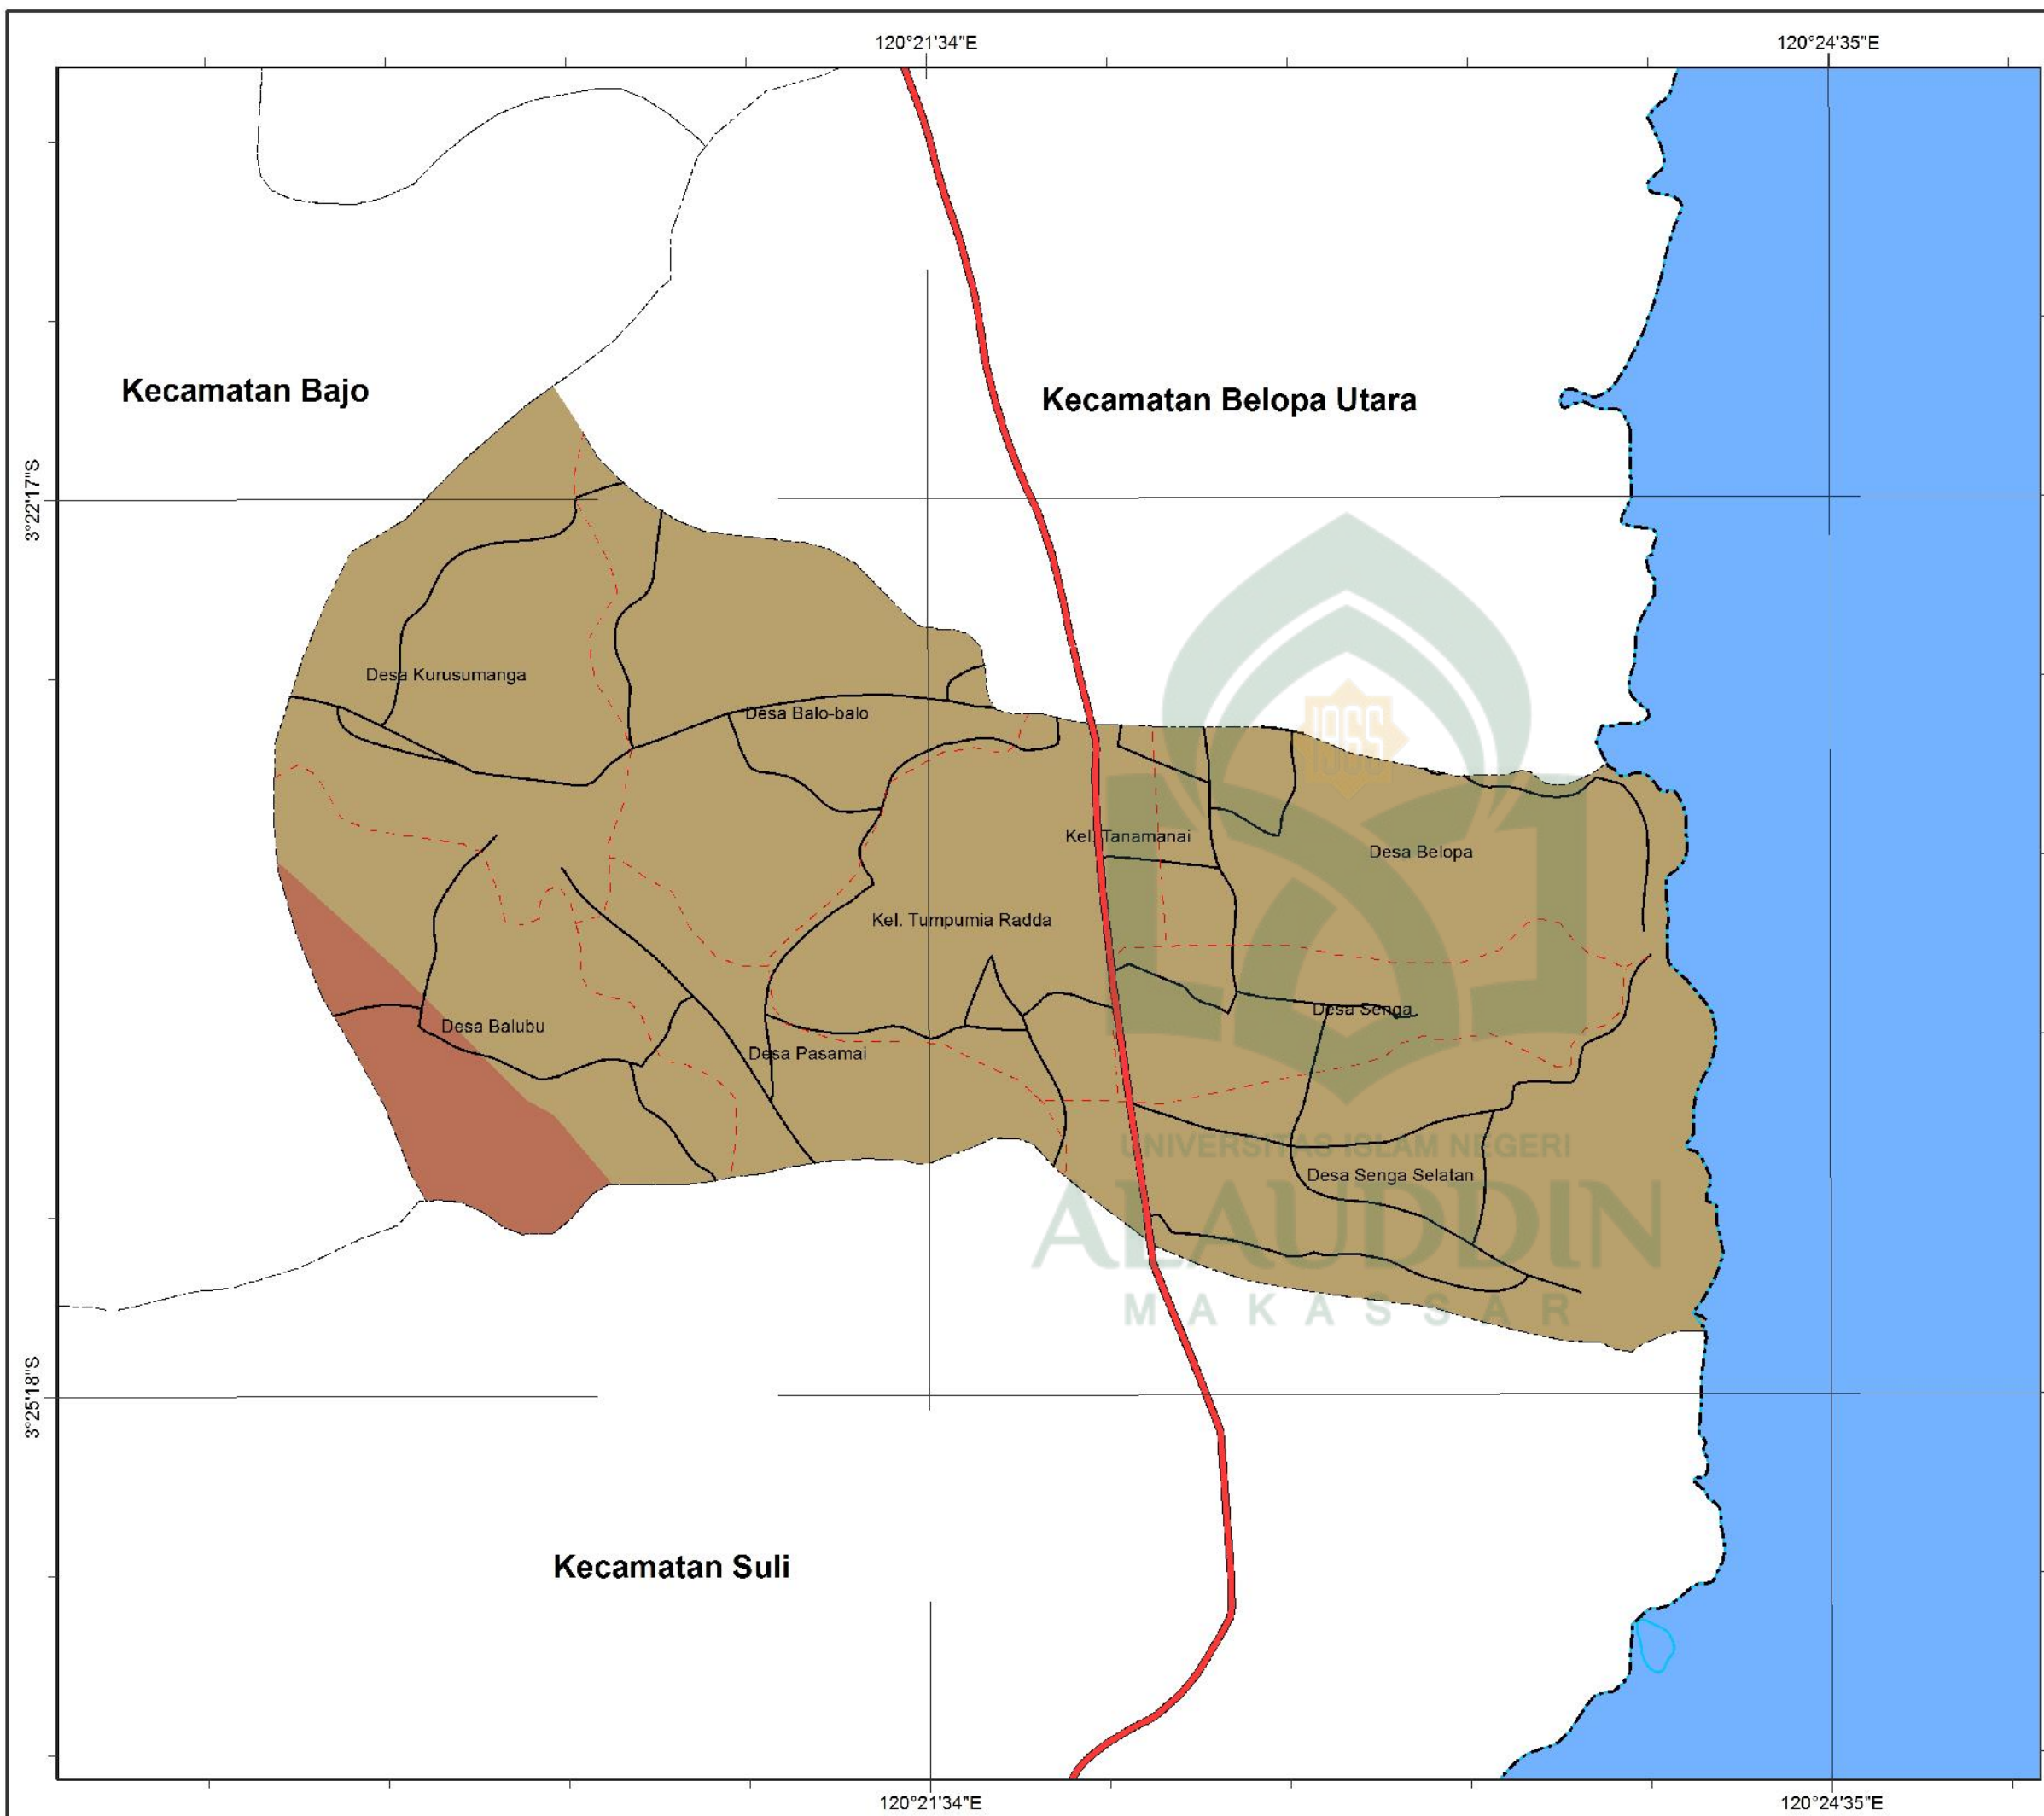 120°21'34"E
120°24'35"E
Kecamatan Bajo
Kecamatan Belopa Utara
3°22'17"S
Desa Kurusumanga
Desa Balo-balo
1965
Kel. Tanamanai
Desa Belopa
Kel. Tumpumia Radda
Desa Senga
Desa Balubu
Desa Pasamai
UNIVERSITAS ISLAM NEGERI
Desa Senga Selatan
ALAUDDIN
MAKASSAR
3°25'18"S
Kecamatan Suli
120°21'34"E
120°24'35"E